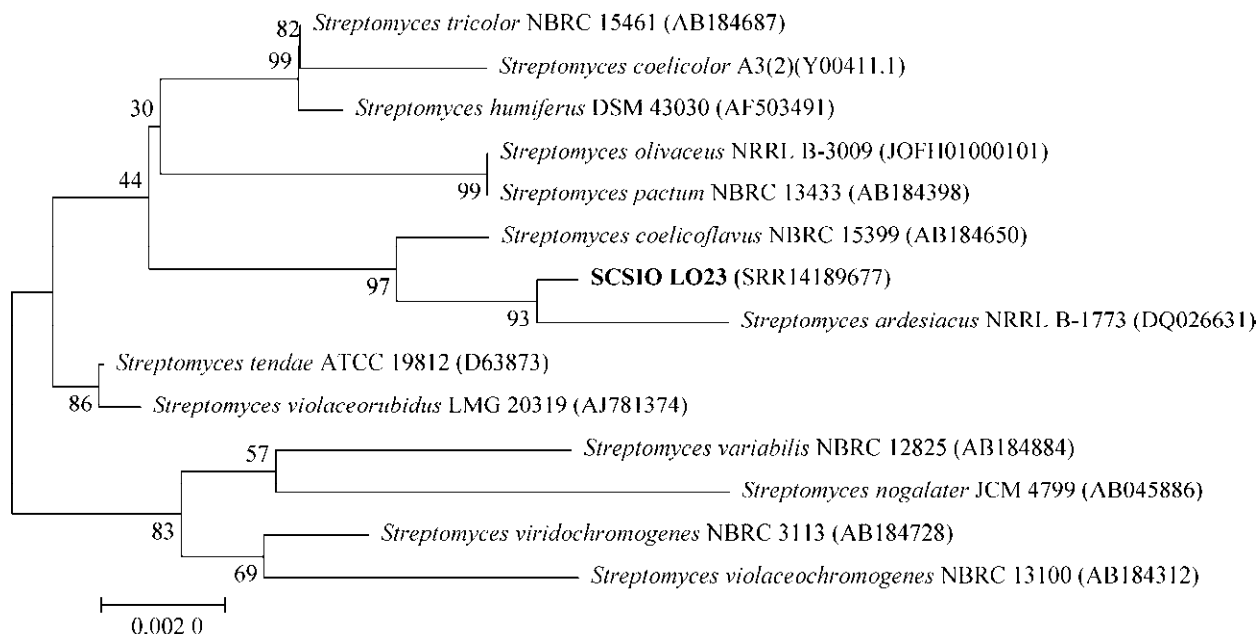 82
Streptomyces tricolor NBRC 15461 (AB184687)
99
Streptomyces coelicolor A3(2)(Y00411.1)
30
Streptomyces humiferus DSM 43030 (AF503491)
Streptomyces olivaceus NRRL B-3009 (JOFH01000101)
44
99
Streptomyces pactum NBRC 13433 (AB184398)
Streptomyces coelicoflavus NBRC 15399 (AB184650)
97
SCSIO LO23 (SRR14189677)
93
Streptomyces ardesiacus NRRL B-1773 (DQ026631)
Streptomyces tendae ATCC 19812 (D63873)
86
Streptomyces violaceorubidus LMG 20319 (AJ781374)
57
Streptomyces variabilis NBRC 12825 (AB184884)
Streptomyces nogalater JCM 4799 (AB045886)
83
Streptomyces viridochromogenes NBRC 3113 (AB184728)
69
Streptomyces violaceochromogenes NBRC 13100 (AB184312)
0.002 0